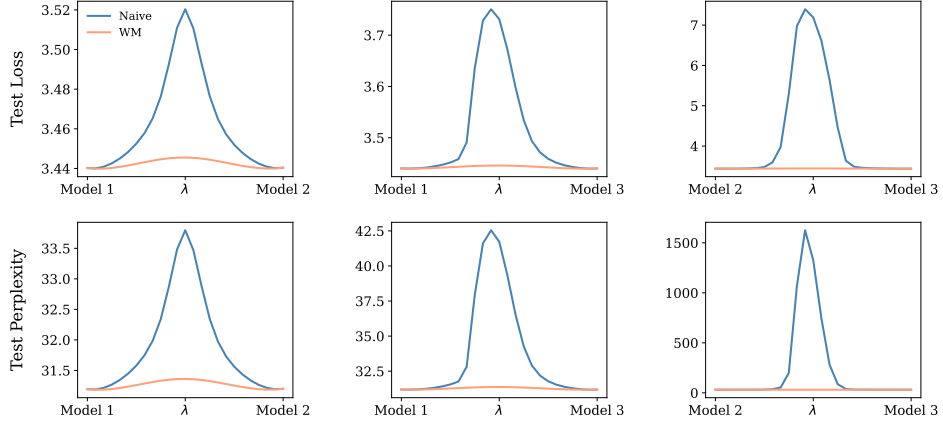 Test Loss
3.52
3.50
3.48
3.46
3.44
Naive
WM
Model 1 λ Model 2
3.7
3.6
3.5
Model 1 λ Model 3
7
6
5
4
Model 2 λ Model 3
Test Perplexity
33.5
33.0
32.5
32.0
31.5
Model 1 λ Model 2
42.5
40.0
37.5
35.0
32.5
Model 1 λ Model 3
1500
1000
500
0
Model 2 λ Model 3